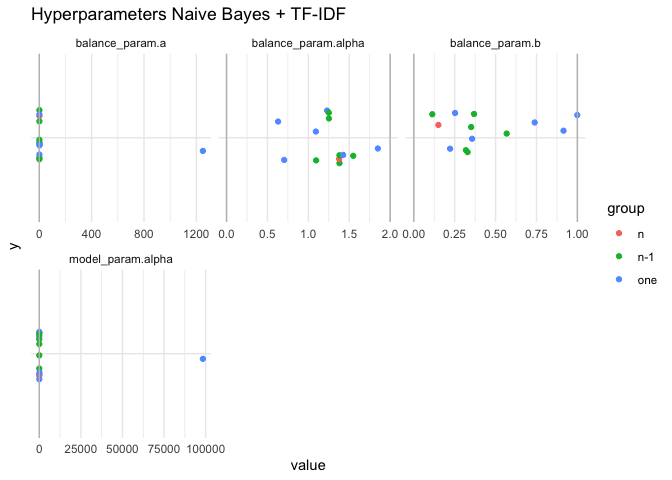 Hyperparameters Naive Bayes + TF-IDF
balance_param.a
balance_param.alpha
balance_param.b
0 400 800 1200
0.0 0.5 1.0 1.5 2.0
0.00 0.25 0.50 0.75 1.00
y
model_param.alpha
0 25000 50000 75000 100000
value
group
n
n-1
one